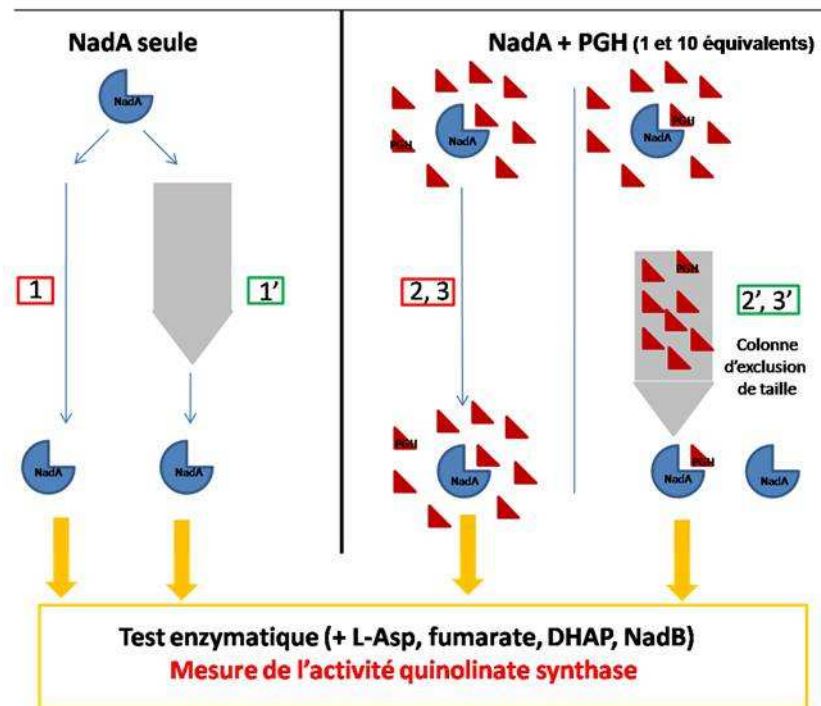 NadA seule
NadA + PGH (1 et 10 équivalents)
NadA
PGH
NadA
PGH
NadA
1
1'
2, 3
2', 3'
PGH
Colonne
d'exclusion
de taille
NadA
NadA
PGH
NadA
PGH
NadA
NadA
Test enzymatique (+ L-Asp, fumarate, DHAP, NadB)
Mesure de l'activité quinolinate synthase